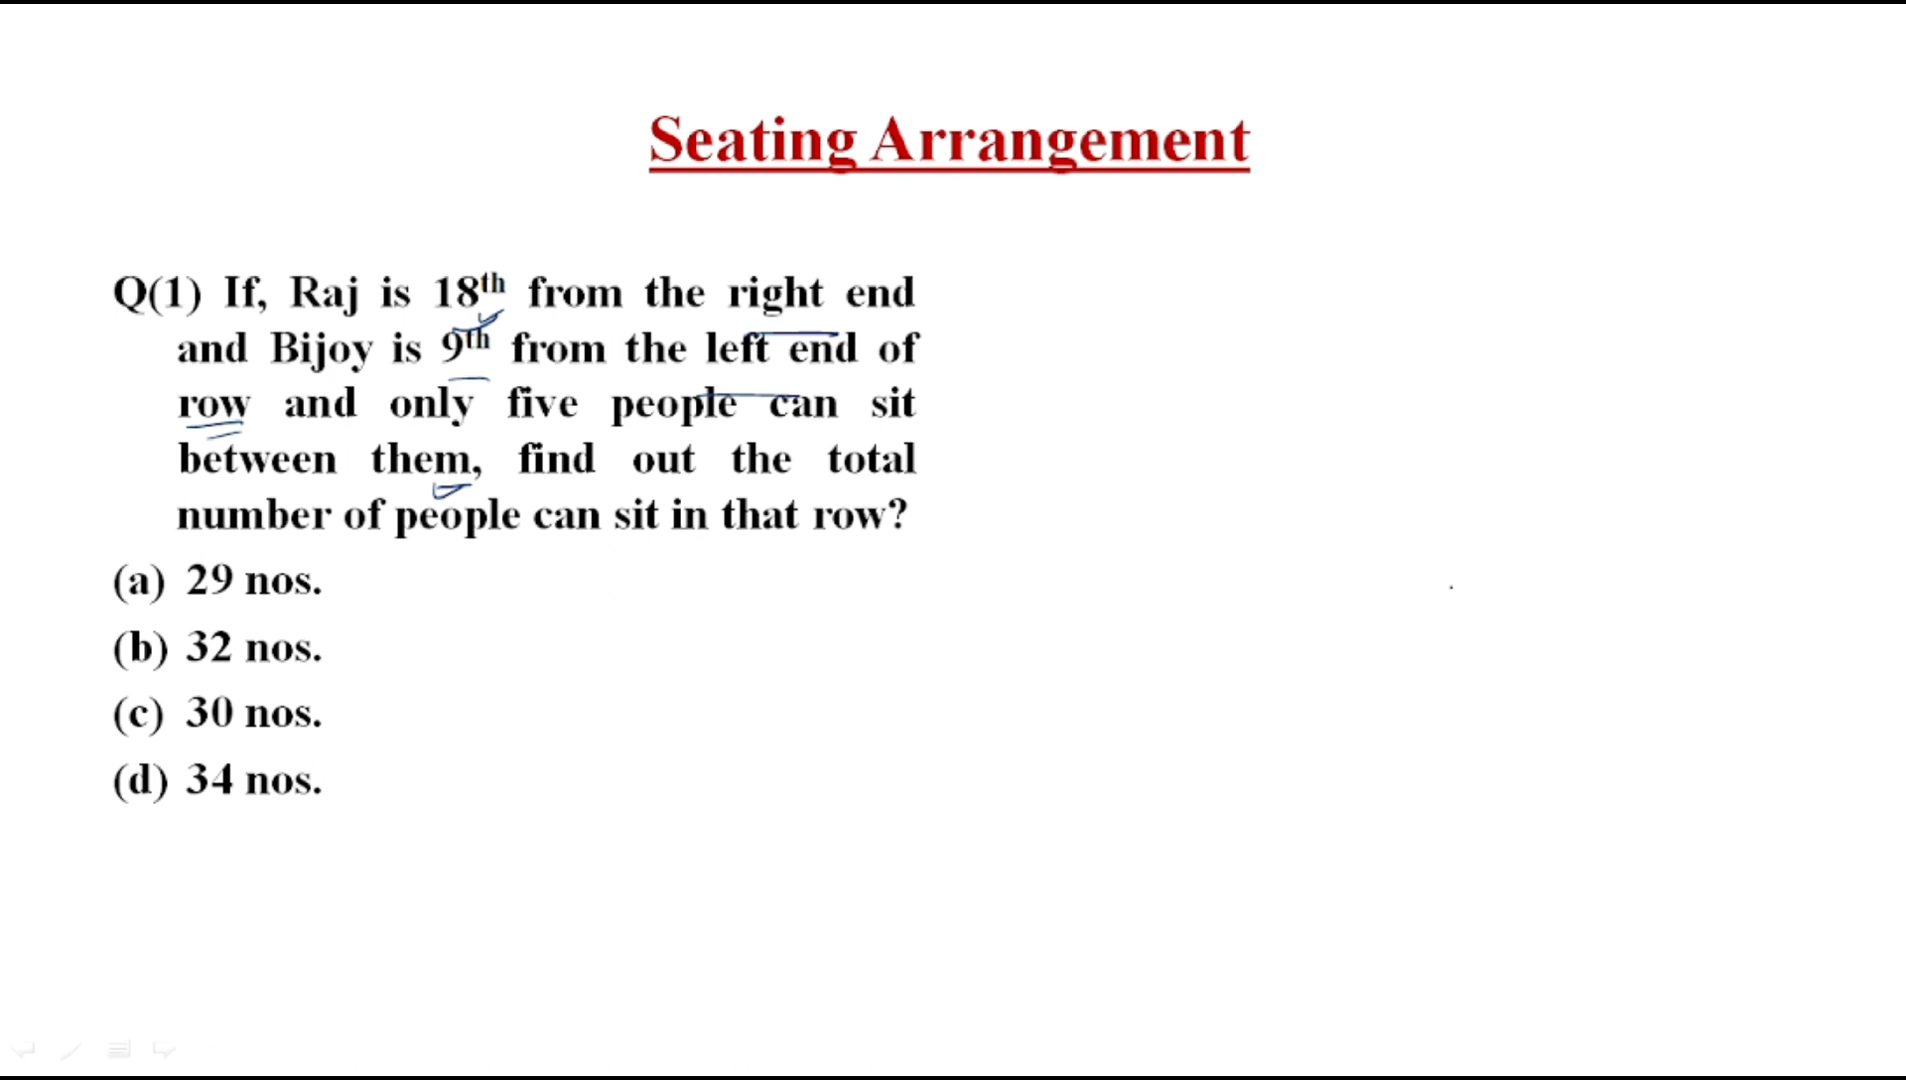 Seating Arrangement
Q(1) If, Raj is 18th from the right end
and Bijoy is 9th from the left end of
row and only five people can sit
between them, find out the total
number of people can sit in that row?
(a) 29 nos.
(b) 32 nos.
(c) 30 nos.
(d) 34 nos.